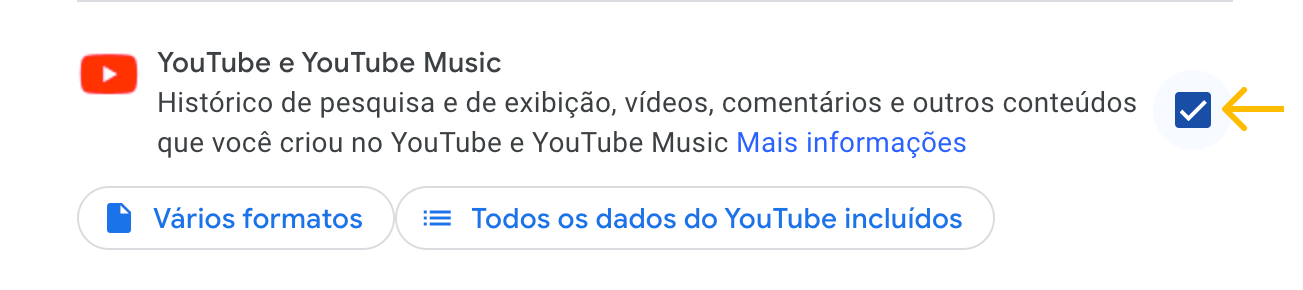 YouTube e YouTube Music
Histórico de pesquisa e de exibição, vídeos, comentários e outros conteúdos
que você criou no YouTube e YouTube Music Mais informações
Vários formatos
Todos os dados do YouTube incluídos